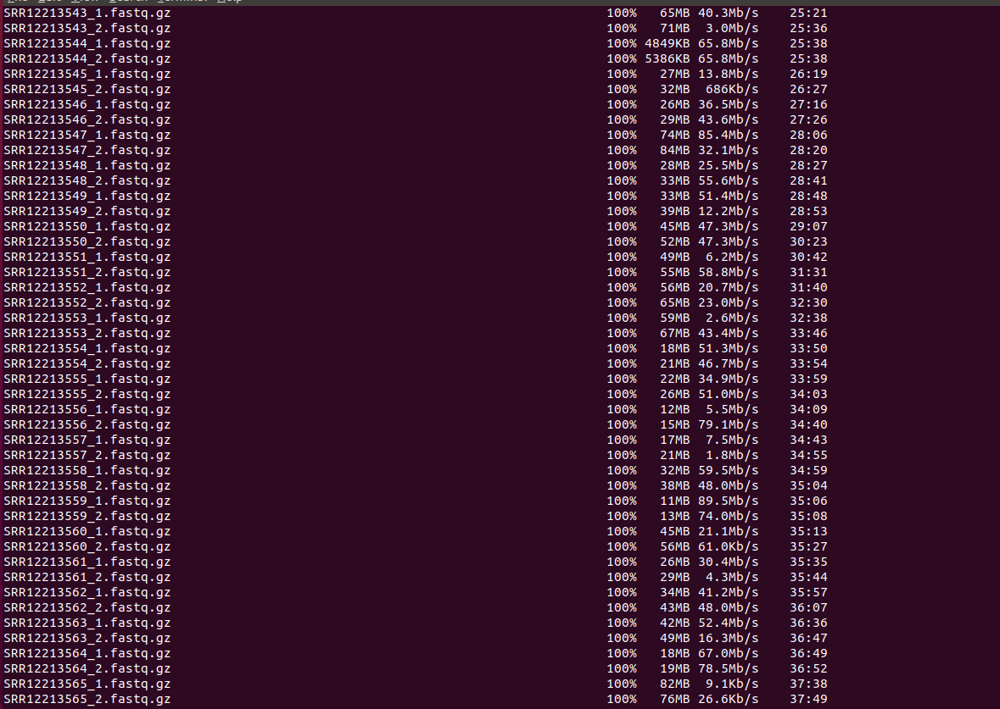 SRR12213543_1.fastq.gz 100% 65MB 40.3Mb/s 25:21
SRR12213543_2.fastq.gz 100% 71MB 3.0Mb/s 25:36
SRR12213544_1.fastq.gz 100% 4849KB 65.8Mb/s 25:38
SRR12213544_2.fastq.gz 100% 5386KB 65.8Mb/s 25:38
SRR12213545_1.fastq.gz 100% 27MB 13.8Mb/s 26:19
SRR12213545_2.fastq.gz 100% 32MB 686Kb/s 26:27
SRR12213546_1.fastq.gz 100% 26MB 36.5Mb/s 27:16
SRR12213546_2.fastq.gz 100% 29MB 43.6Mb/s 27:26
SRR12213547_1.fastq.gz 100% 74MB 85.4Mb/s 28:06
SRR12213547_2.fastq.gz 100% 84MB 32.1Mb/s 28:20
SRR12213548_1.fastq.gz 100% 28MB 25.5Mb/s 28:27
SRR12213548_2.fastq.gz 100% 33MB 55.6Mb/s 28:41
SRR12213549_1.fastq.gz 100% 33MB 51.4Mb/s 28:48
SRR12213549_2.fastq.gz 100% 39MB 12.2Mb/s 28:53
SRR12213550_1.fastq.gz 100% 45MB 47.3Mb/s 29:07
SRR12213550_2.fastq.gz 100% 52MB 47.3Mb/s 30:23
SRR12213551_1.fastq.gz 100% 49MB 6.2Mb/s 30:42
SRR12213551_2.fastq.gz 100% 55MB 58.8Mb/s 31:31
SRR12213552_1.fastq.gz 100% 56MB 20.7Mb/s 31:40
SRR12213552_2.fastq.gz 100% 65MB 23.0Mb/s 32:30
SRR12213553_1.fastq.gz 100% 59MB 2.6Mb/s 32:38
SRR12213553_2.fastq.gz 100% 67MB 43.4Mb/s 33:46
SRR12213554_1.fastq.gz 100% 18MB 51.3Mb/s 33:50
SRR12213554_2.fastq.gz 100% 21MB 46.7Mb/s 33:54
SRR12213555_1.fastq.gz 100% 22MB 34.9Mb/s 33:59
SRR12213555_2.fastq.gz 100% 26MB 51.0Mb/s 34:03
SRR12213556_1.fastq.gz 100% 12MB 5.5Mb/s 34:09
SRR12213556_2.fastq.gz 100% 15MB 79.1Mb/s 34:40
SRR12213557_1.fastq.gz 100% 17MB 7.5Mb/s 34:43
SRR12213557_2.fastq.gz 100% 21MB 1.8Mb/s 34:55
SRR12213558_1.fastq.gz 100% 32MB 59.5Mb/s 34:59
SRR12213558_2.fastq.gz 100% 38MB 48.0Mb/s 35:04
SRR12213559_1.fastq.gz 100% 11MB 89.5Mb/s 35:06
SRR12213559_2.fastq.gz 100% 13MB 74.0Mb/s 35:08
SRR12213560_1.fastq.gz 100% 45MB 21.1Mb/s 35:13
SRR12213560_2.fastq.gz 100% 56MB 61.0Kb/s 35:27
SRR12213561_1.fastq.gz 100% 26MB 30.4Mb/s 35:35
SRR12213561_2.fastq.gz 100% 29MB 4.3Mb/s 35:44
SRR12213562_1.fastq.gz 100% 34MB 41.2Mb/s 35:57
SRR12213562_2.fastq.gz 100% 43MB 48.0Mb/s 36:07
SRR12213563_1.fastq.gz 100% 42MB 52.4Mb/s 36:36
SRR12213563_2.fastq.gz 100% 49MB 16.3Mb/s 36:47
SRR12213564_1.fastq.gz 100% 18MB 67.0Mb/s 36:49
SRR12213564_2.fastq.gz 100% 19MB 78.5Mb/s 36:52
SRR12213565_1.fastq.gz 100% 82MB 9.1Kb/s 37:38
SRR12213565_2.fastq.gz 100% 76MB 26.6Kb/s 37:49